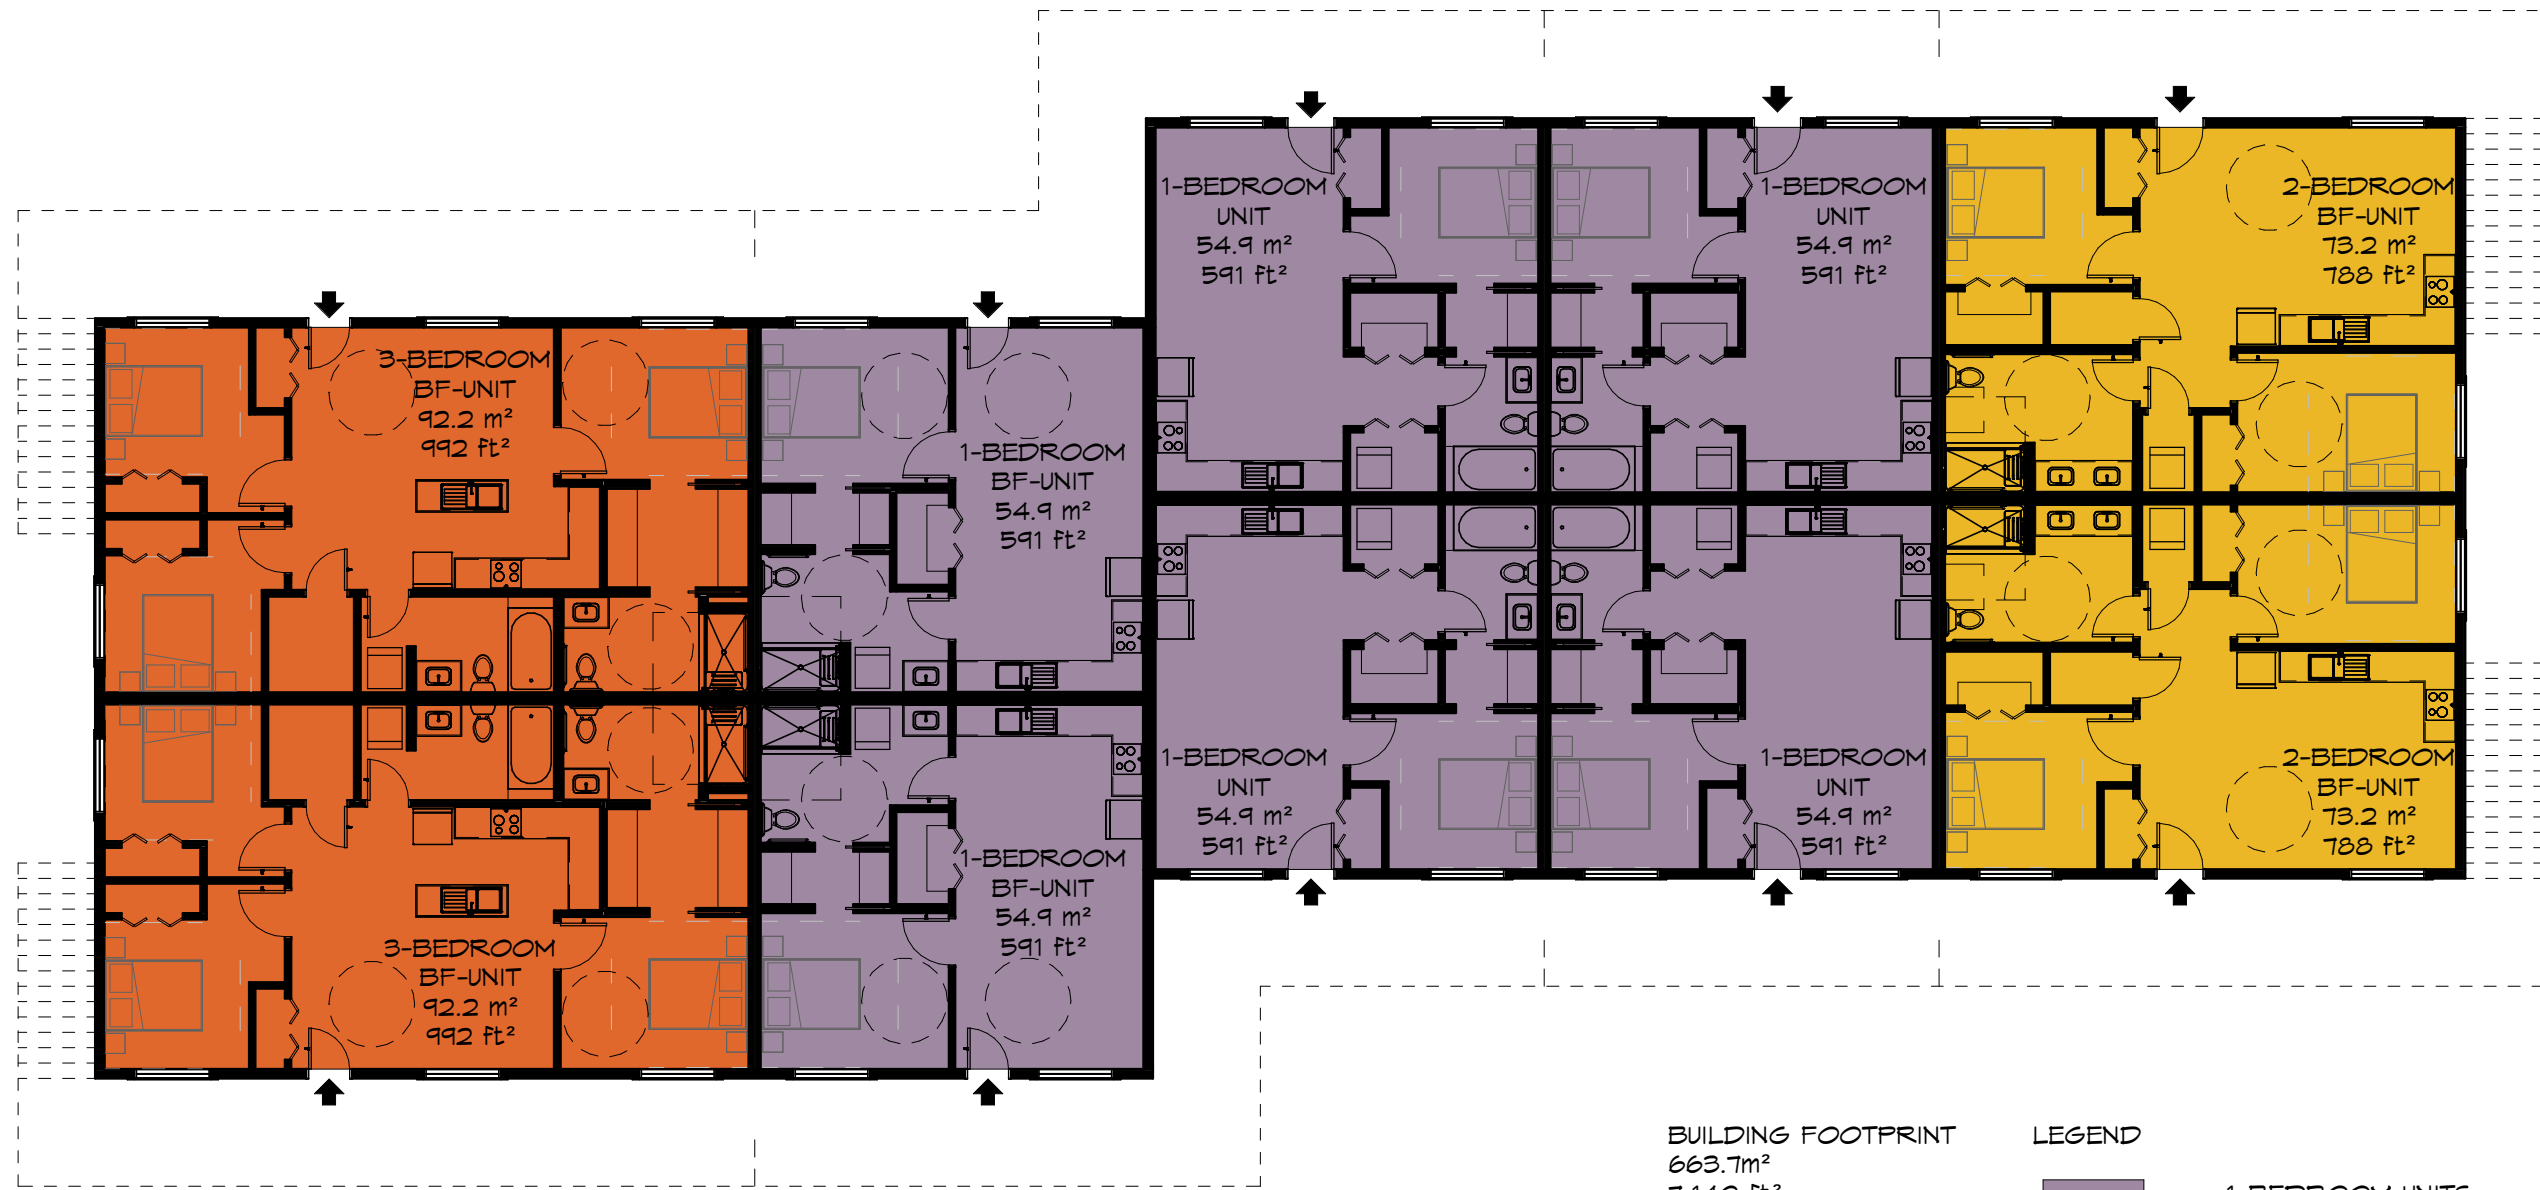 1-BEDROOM
UNIT
54.9 m²
591 ft²
1-BEDROOM
UNIT
54.9 m²
591 ft²
2-BEDROOM
BF-UNIT
73.2 m²
788 ft²
3-BEDROOM
BF-UNIT
92.2 m²
992 ft²
1-BEDROOM
BF-UNIT
54.9 m²
591 ft²
1-BEDROOM
UNIT
54.9 m²
591 ft²
1-BEDROOM
UNIT
54.9 m²
591 ft²
2-BEDROOM
BF-UNIT
73.2 m²
788 ft²
3-BEDROOM
BF-UNIT
92.2 m²
992 ft²
1-BEDROOM
BF-UNIT
54.9 m²
591 ft²
BUILDING FOOTPRINT
663.7m²
ft²
LEGEND
1-BEDROOM UNITS